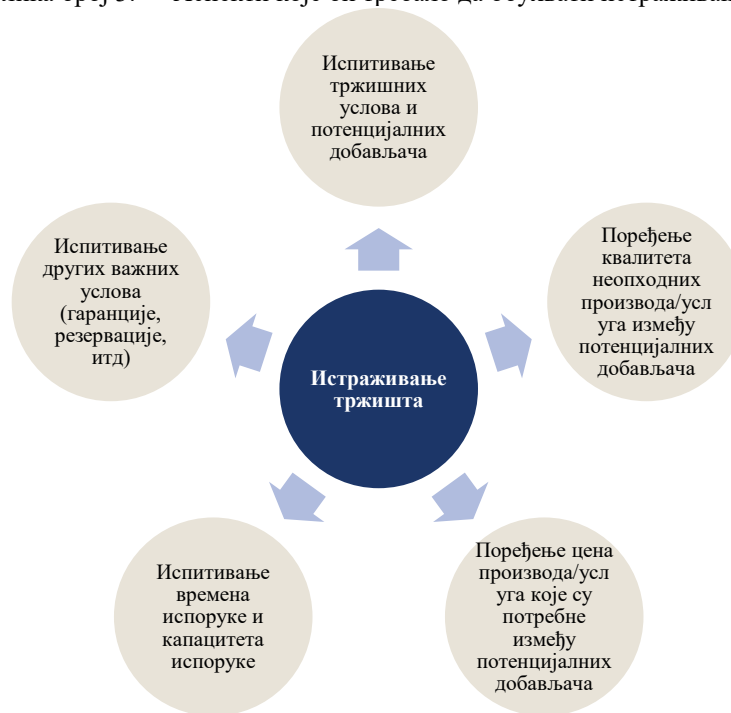 Испитивање
тржишних
услова и
потенцијалних
добављача
Испитивање
других важних
услова
(гаранције,
резервације,
итд)
Поређење
квалитета
неопходних
производа/усл
уга између
потенцијалних
добављача
Истраживање
тржишта
Испитивање
времена
испоруке и
капацитета
испоруке
Поређење цена
производа/усл
уга које су
потребне
између
потенцијалних
добављача